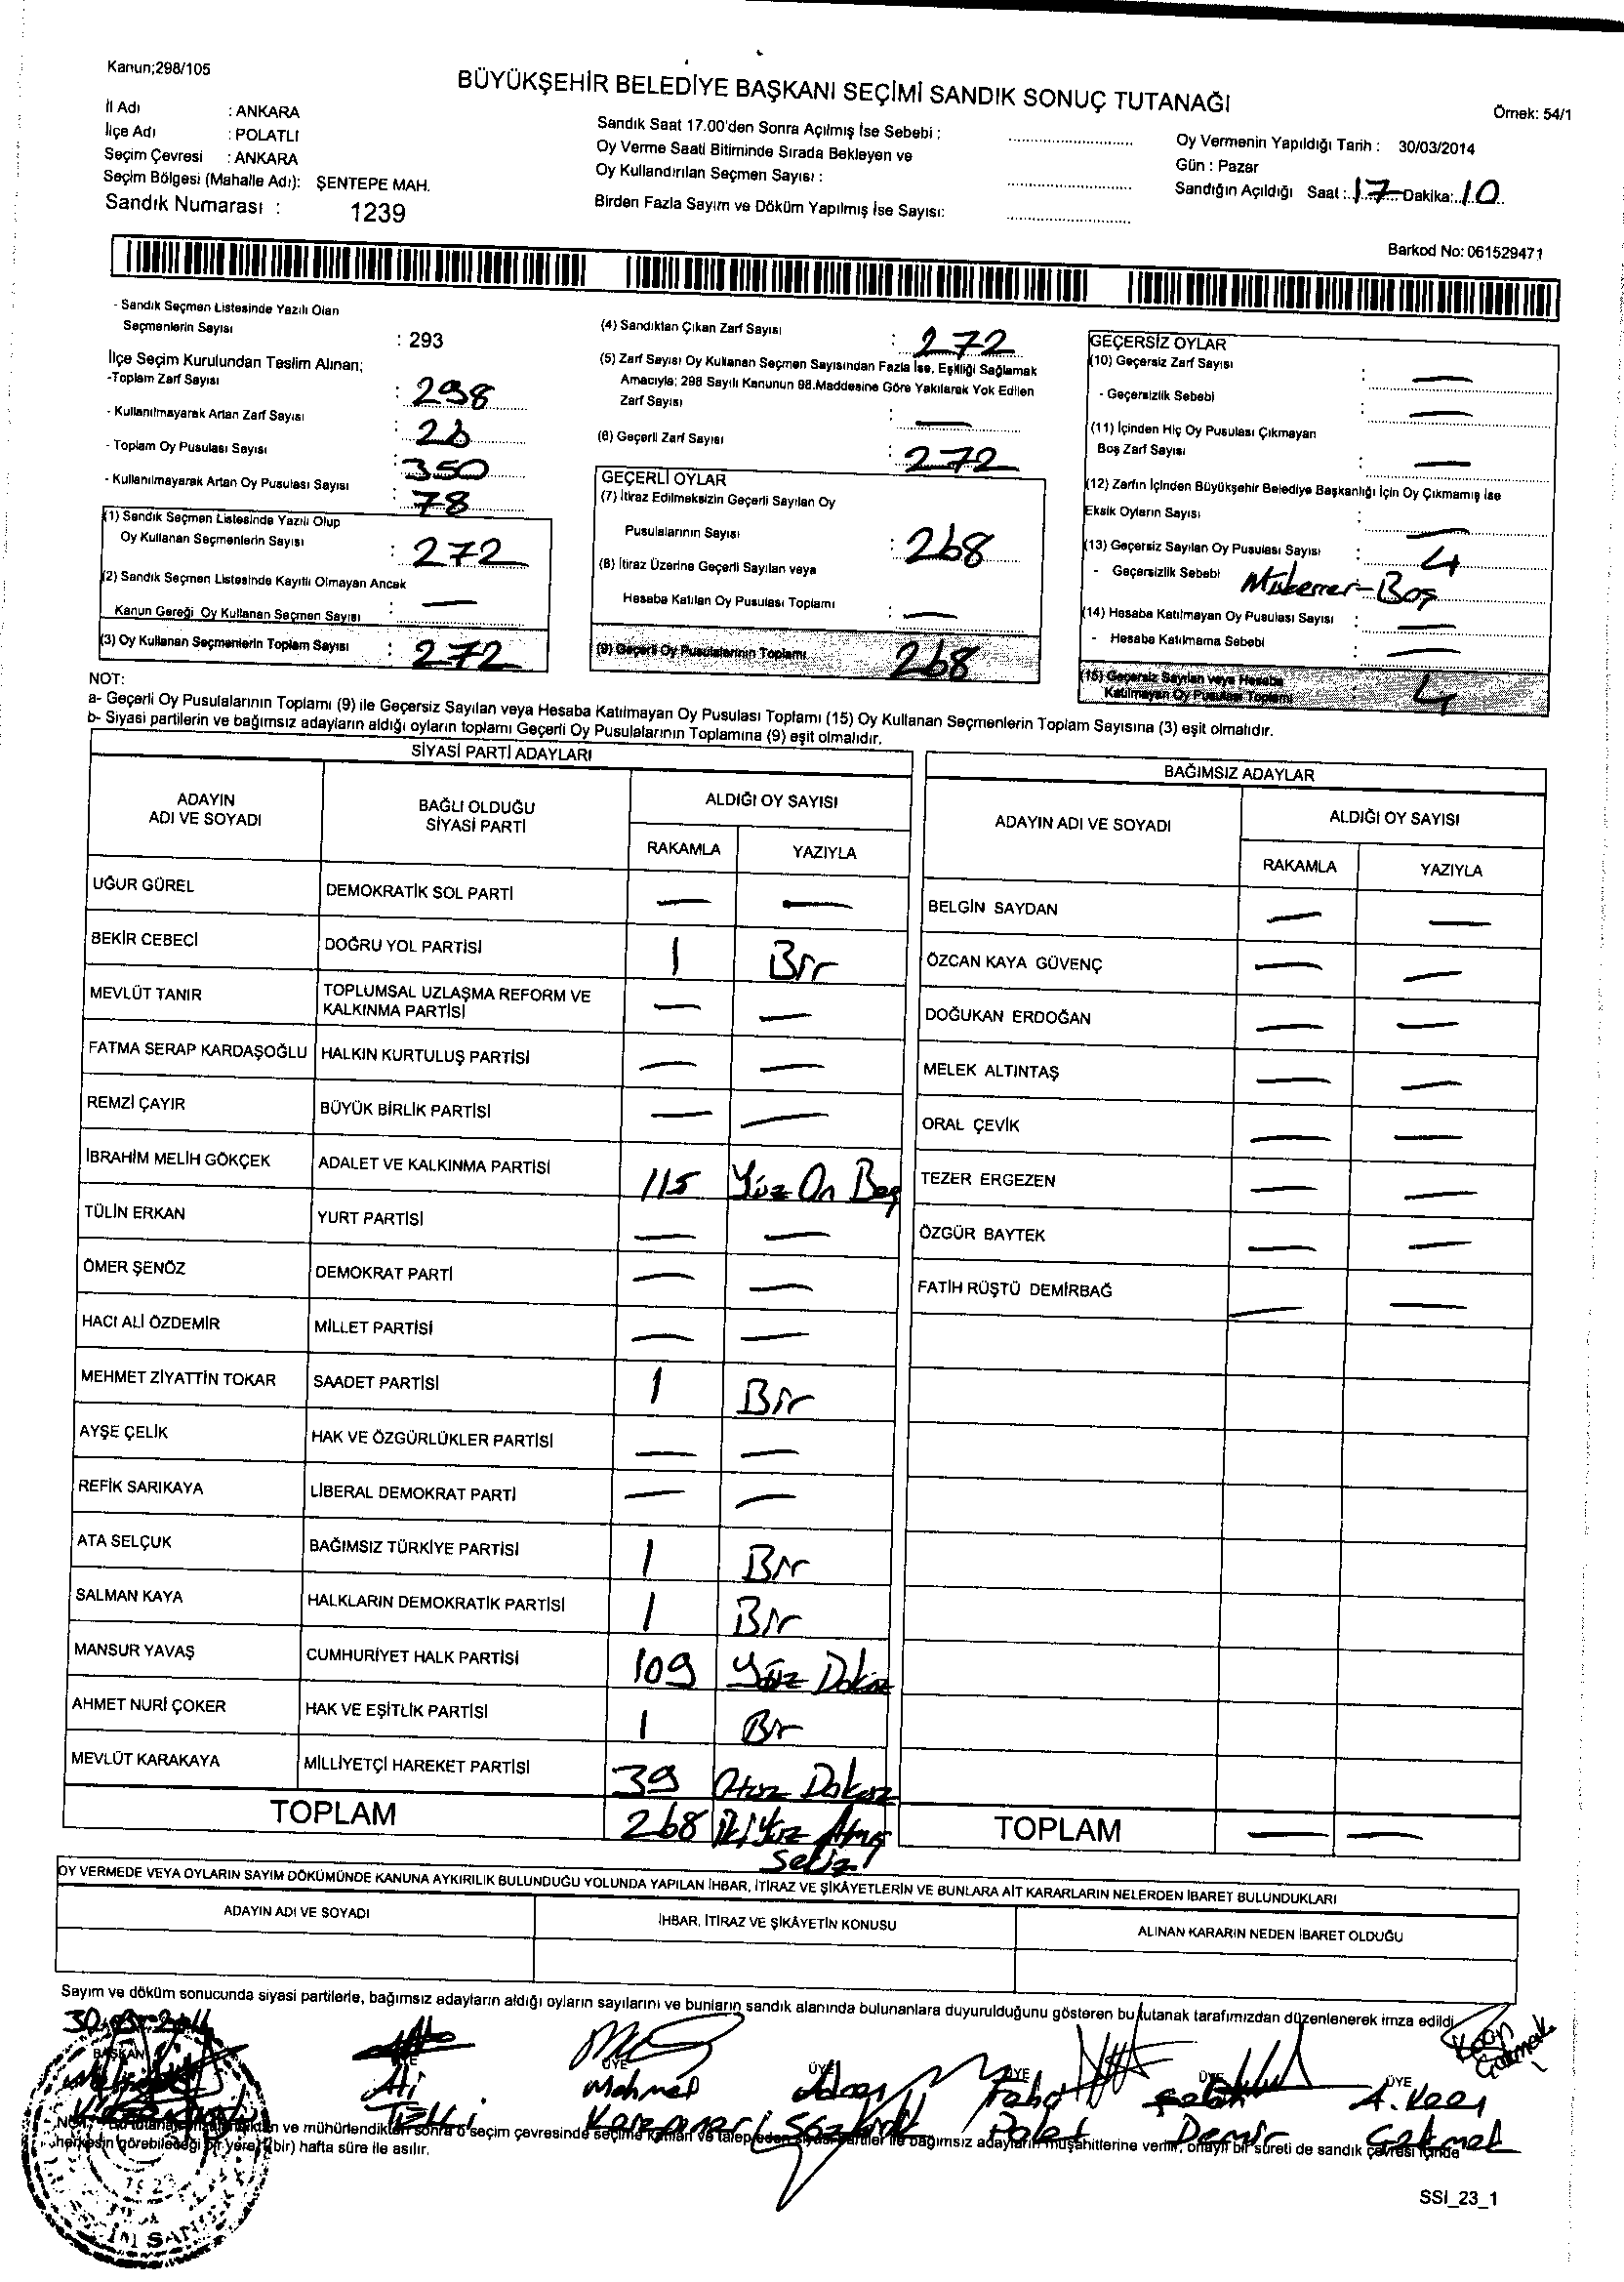 Kanun;298/105
BÜYÜKŞEHİR BELEDİYE BAŞKANI SEÇİMİ SANDIK SONUÇ TUTANAĞI
Örnek: 54/1
İl Adı : ANKARA
İlçe Adı : POLATLI
Seçim Çevresi : ANKARA
Seçim Bölgesi (Mahalle Adı): ŞENTEPE MAH.
Sandık Numarası : 1239
Sandık Saat 17.00'den Sonra Açılmış İse Sebebi :
Oy Verme Saati Bitiminde Sırada Bekleyen ve
Oy Kullandırılan Seçmen Sayısı :
Birden Fazla Sayım ve Döküm Yapılmış İse Sayısı:
Oy Vermenin Yapıldığı Tarih : 30/03/2014
Gün : Pazar
Sandığın Açıldığı Saat : 17 Dakika: 10
Barkod No: 061529471
- Sandık Seçmen Listesinde Yazılı Olan
Seçmenlerin Sayısı : 293
İlçe Seçim Kurulundan Teslim Alınan;
-Toplam Zarf Sayısı : 298
- Kullanılmayarak Artan Zarf Sayısı :
- Toplam Oy Pusulası Sayısı : 350
- Kullanılmayarak Artan Oy Pusulası Sayısı : 78
(1) Sandık Seçmen Listesinde Yazılı Olup
Oy Kullanan Seçmenlerin Sayısı : 272
(2) Sandık Seçmen Listesinde Kayıtlı Olmayan Ancak
Kanun Gereği Oy Kullanan Seçmen Sayısı : —
(3) Oy Kullanan Seçmenlerin Toplam Sayısı : 272
(4) Sandıktan Çıkan Zarf Sayısı : 272
(5) Zarf Sayısı Oy Kullanan Seçmen Sayısından Fazla İse, Eşitliği Sağlamak
Amacıyla; 298 Sayılı Kanunun 98.Maddesine Göre Yakılarak Yok Edilen
Zarf Sayısı : —
(6) Geçerli Zarf Sayısı : 272
GEÇERLİ OYLAR
(7) İtiraz Edilmeksizin Geçerli Sayılan Oy
Pusulalarının Sayısı : 268
(8) İtiraz Üzerine Geçerli Sayılan veya
Hesaba Katılan Oy Pusulası Toplamı : —
(9) Geçerli Oy Pusulalarının Toplamı 268
GEÇERSİZ OYLAR
(10) Geçersiz Zarf Sayısı : —
- Geçersizlik Sebebi : —
(11) İçinden Hiç Oy Pusulası Çıkmayan
Boş Zarf Sayısı : —
(12) Zarfın İçinden Büyükşehir Belediye Başkanlığı İçin Oy Çıkmamış İse
Eksik Oyların Sayısı : —
(13) Geçersiz Sayılan Oy Pusulası Sayısı : 4
- Geçersizlik Sebebi Mükerrer-Boş
(14) Hesaba Katılmayan Oy Pusulası Sayısı : —
- Hesaba Katılmama Sebebi : —
(15) Geçersiz Sayılan veya Hesaba
Katılmayan Oy Pusulası Toplamı : 4
NOT:
a- Geçerli Oy Pusulalarının Toplamı (9) ile Geçersiz Sayılan veya Hesaba Katılmayan Oy Pusulası Toplamı (15) Oy Kullanan Seçmenlerin Toplam Sayısına (3) eşit olmalıdır.
b- Siyasi partilerin ve bağımsız adayların aldığı oyların toplamı Geçerli Oy Pusulalarının Toplamına (9) eşit olmalıdır.
SİYASİ PARTİ ADAYLARI
ADAYIN ADI VE SOYADI BAĞLI OLDUĞU SİYASİ PARTİ ALDIĞI OY SAYISI
RAKAMLA YAZIYLA
UĞUR GÜREL DEMOKRATİK SOL PARTİ — —
BEKİR CEBECİ DOĞRU YOL PARTİSİ 1 Bir
MEVLÜT TANIR TOPLUMSAL UZLAŞMA REFORM VE KALKINMA PARTİSİ — —
FATMA SERAP KARDAŞOĞLU HALKIN KURTULUŞ PARTİSİ — —
REMZİ ÇAYIR BÜYÜK BİRLİK PARTİSİ — —
İBRAHİM MELİH GÖKÇEK ADALET VE KALKINMA PARTİSİ 115 Yüz On Beş
TÜLİN ERKAN YURT PARTİSİ — —
ÖMER ŞENÖZ DEMOKRAT PARTİ — —
HACI ALİ ÖZDEMİR MİLLET PARTİSİ — —
MEHMET ZİYATTİN TOKAR SAADET PARTİSİ 1 Bir
AYŞE ÇELİK HAK VE ÖZGÜRLÜKLER PARTİSİ — —
REFİK SARIKAYA LİBERAL DEMOKRAT PARTİ — —
ATA SELÇUK BAĞIMSIZ TÜRKİYE PARTİSİ 1 Bir
SALMAN KAYA HALKLARIN DEMOKRATİK PARTİSİ 1 Bir
MANSUR YAVAŞ CUMHURİYET HALK PARTİSİ 109 Yüz Dokuz
AHMET NURİ ÇOKER HAK VE EŞİTLİK PARTİSİ 1 Bir
MEVLÜT KARAKAYA MİLLİYETÇİ HAREKET PARTİSİ 39 Otuz Dokuz
TOPLAM 268 İkiYüz Atmış Sekiz
BAĞIMSIZ ADAYLAR
ADAYIN ADI VE SOYADI ALDIĞI OY SAYISI
RAKAMLA YAZIYLA
BELGİN SAYDAN — —
ÖZCAN KAYA GÜVENÇ — —
DOĞUKAN ERDOĞAN — —
MELEK ALTINTAŞ — —
ORAL ÇEVİK — —
TEZER ERGEZEN — —
ÖZGÜR BAYTEK — —
FATİH RÜŞTÜ DEMİRBAĞ — —
TOPLAM — —
OY VERMEDE VEYA OYLARIN SAYIM DÖKÜMÜNDE KANUNA AYKIRILIK BULUNDUĞU YOLUNDA YAPILAN İHBAR, İTİRAZ VE ŞİKÂYETLERİN VE BUNLARA AİT KARARLARIN NELERDEN İBARET BULUNDUKLARI
ADAYIN ADI VE SOYADI İHBAR, İTİRAZ VE ŞİKÂYETİN KONUSU ALINAN KARARIN NEDEN İBARET OLDUĞU
Sayım ve döküm sonucunda siyasi partilerle, bağımsız adayların aldığı oyların sayılarını ve bunların sandık alanında bulunanlara duyurulduğunu gösteren bu tutanak tarafımızdan düzenlenerek imza edildi.
BAŞKAN ÜYE ÜYE ÜYE ÜYE ÜYE
Ali Mehmet
Polat Demir Çakmak
ve mühürlendikten sonra o seçim çevresinde seçime katılan ve talep eden siyasi partiler ile bağımsız adayların müşahitlerine verilir, onaylı bir sureti de sandık çevresi içinde
herkesin görebileceği bir yere (bir) hafta süre ile asılır.
SSI_23_1